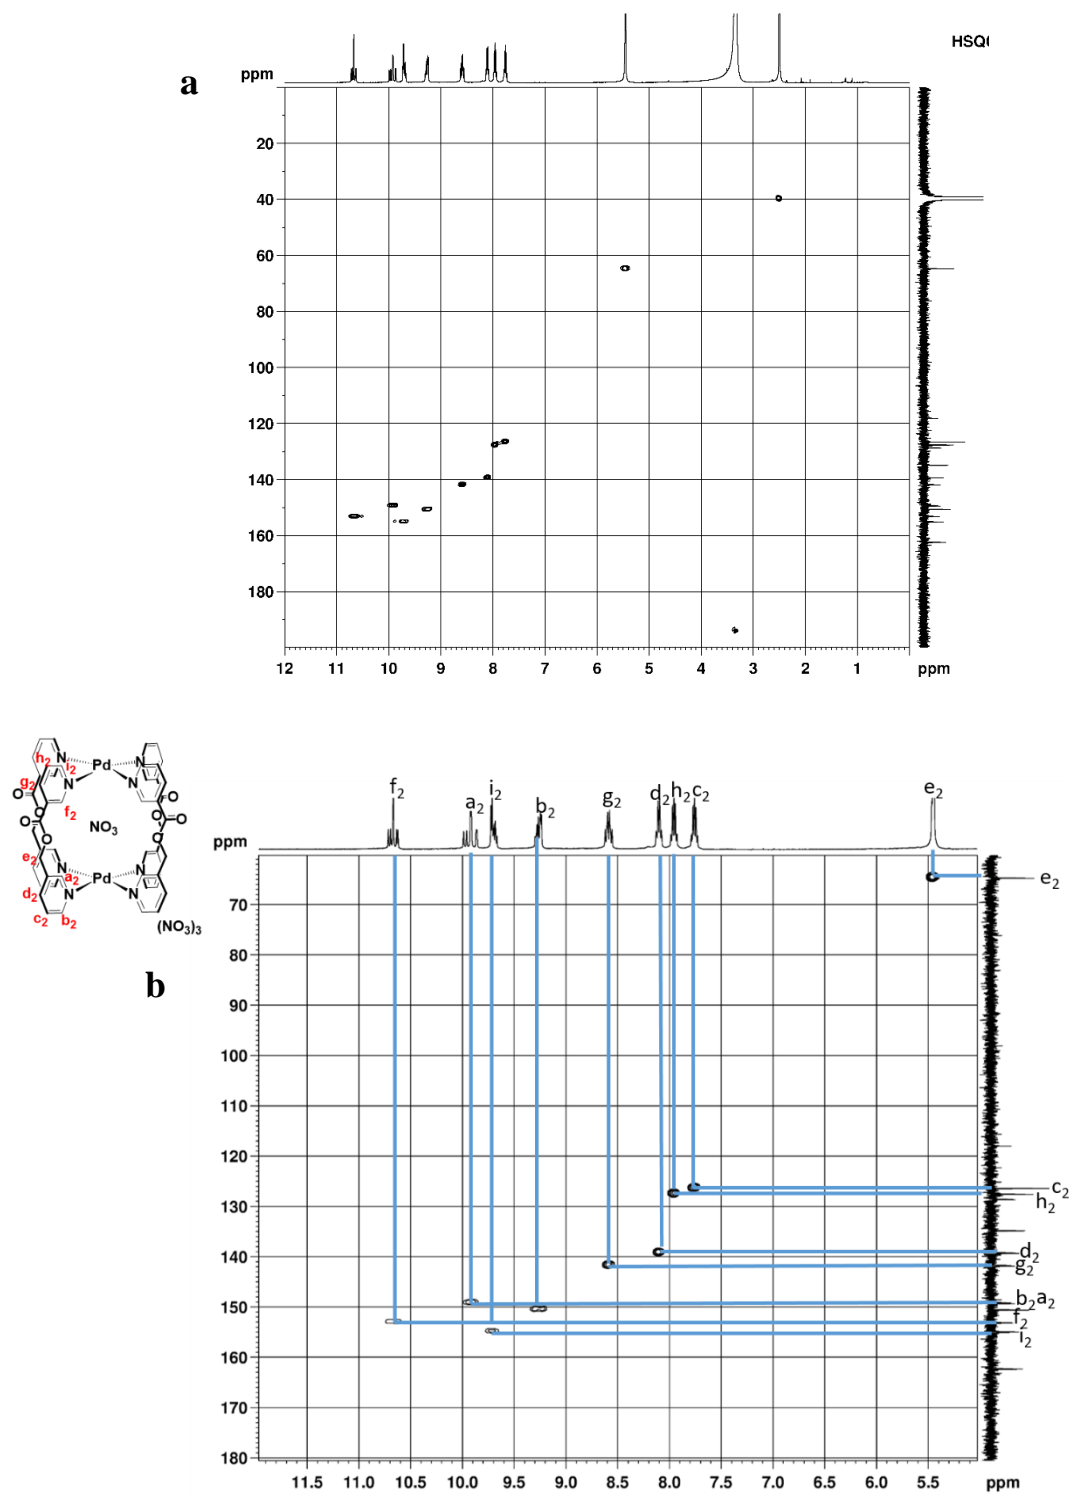 HSQ
a
ppm
20
40
60
80
100
120
140
160
180
12 11 10 9 8 7 6 5 4 3 2 1 ppm
h2 N i2 Pd N
g2 N N
O O
O O
f2
O O
O O
NO3
e2
N a2 Pd N
d2 N N
c2 b2
(NO3)3
b
f2 a2 i2 b2 g2 d2 h2 c2 e2
ppm
e2
70
80
90
100
110
120
c2
130
h2
140
d2
g2
150
b2 a2
f2
i2
160
170
180
11.5 11.0 10.5 10.0 9.5 9.0 8.5 8.0 7.5 7.0 6.5 6.0 5.5 ppm